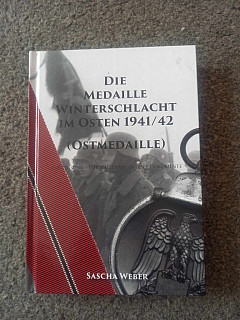 Die
Medaille
Winterschlacht
im Osten 1941/42
(Ostmedaille)
Sascha Weber